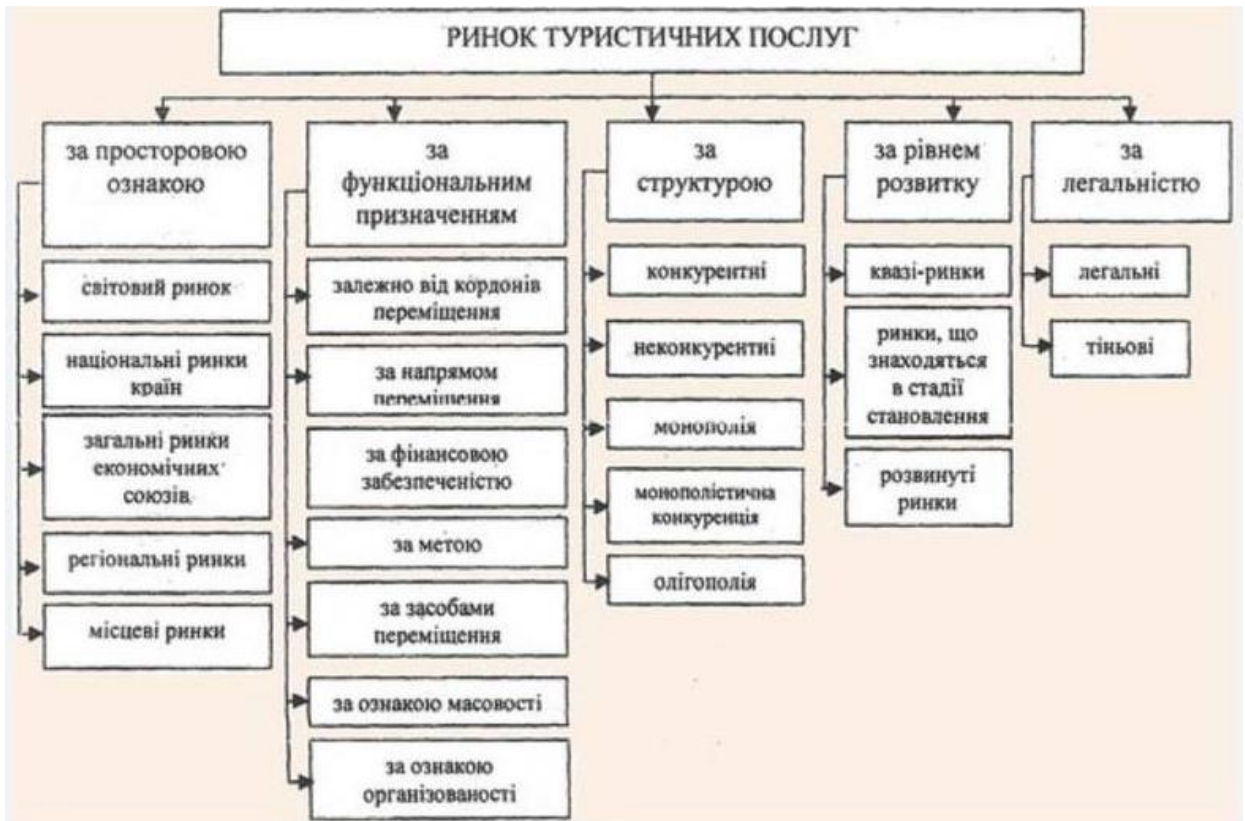 РИНОК ТУРИСТИЧНИХ ПОСЛУГ
за просторовою
ознакою
світовий ринок
національні ринки
країн
загальні ринки
економічних
союзів
регіональні ринки
місцеві ринки
за
функціональним
призначенням
залежно від кордонів
переміщення
за напрямом
переміщення
за фінансовою
забезпеченістю
за метою
за засобами
переміщення
за ознакою масовості
за ознакою
організованості
за
структурою
конкурентні
неконкурентні
монополія
монополістична
конкуренція
олігополія
за рівнем
розвитку
квазі-ринки
ринки, що
знаходяться
в стадії
становлення
розвинуті
ринки
за
легальністю
легальні
тіньові